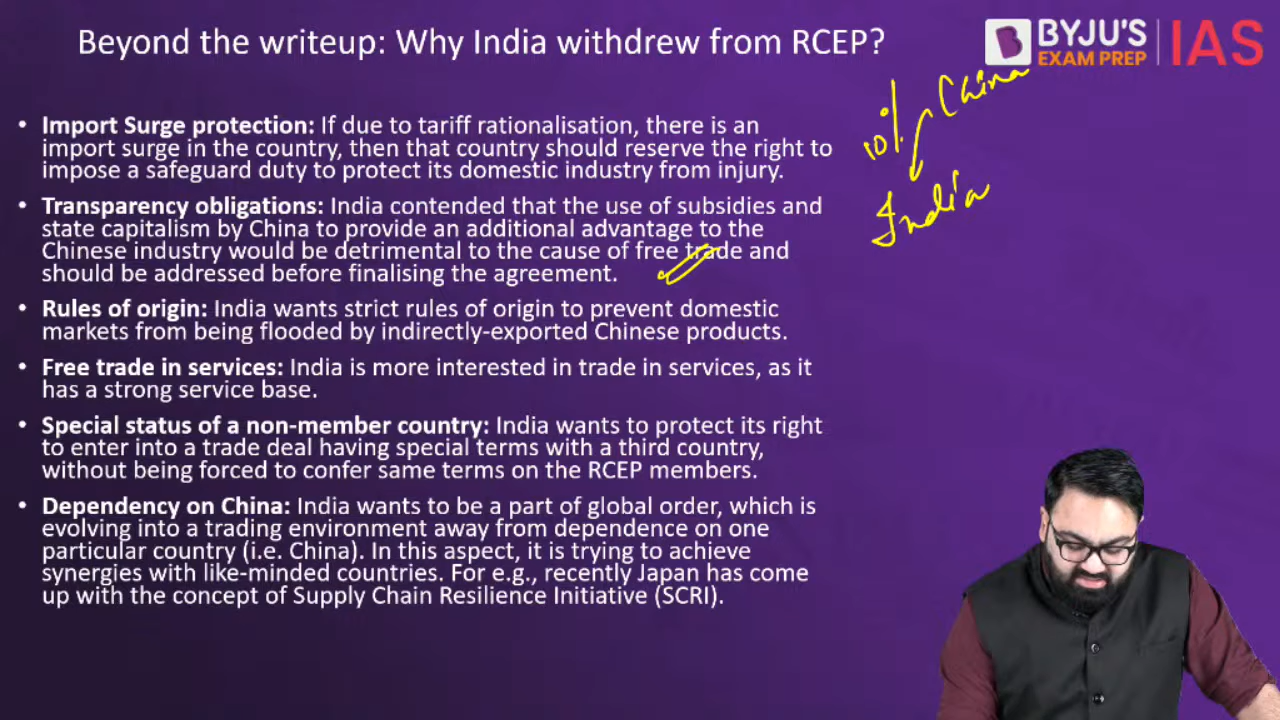 Beyond the writeup: Why India withdrew from RCEP?
BYJU'S
EXAM PREP
IAS
• Import Surge protection: If due to tariff rationalisation, there is an
import surge in the country, then that country should reserve the right to
impose a safeguard duty to protect its domestic industry from injury.
• Transparency obligations: India contended that the use of subsidies and
state capitalism by China to provide an additional advantage to the
Chinese industry would be detrimental to the cause of free trade and
should be addressed before finalising the agreement.
• Rules of origin: India wants strict rules of origin to prevent domestic
markets from being flooded by indirectly-exported Chinese products.
• Free trade in services: India is more interested in trade in services, as it
has a strong service base.
• Special status of a non-member country: India wants to protect its right
to enter into a trade deal having special terms with a third country,
without being forced to confer same terms on the RCEP members.
• Dependency on China: India wants to be a part of global order, which is
evolving into a trading environment away from dependence on one
particular country (i.e. China). In this aspect, it is trying to achieve
synergies with like-minded countries. For e.g., recently Japan has come
up with the concept of Supply Chain Resilience Initiative (SCRI).
10% China
India